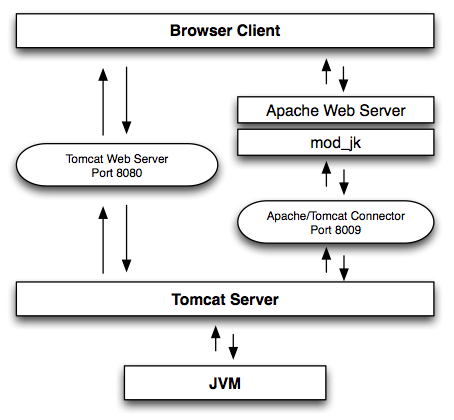 Browser Client
Apache Web Server
mod_jk
Tomcat Web Server
Port 8080
Apache/Tomcat Connector
Port 8009
Tomcat Server
JVM